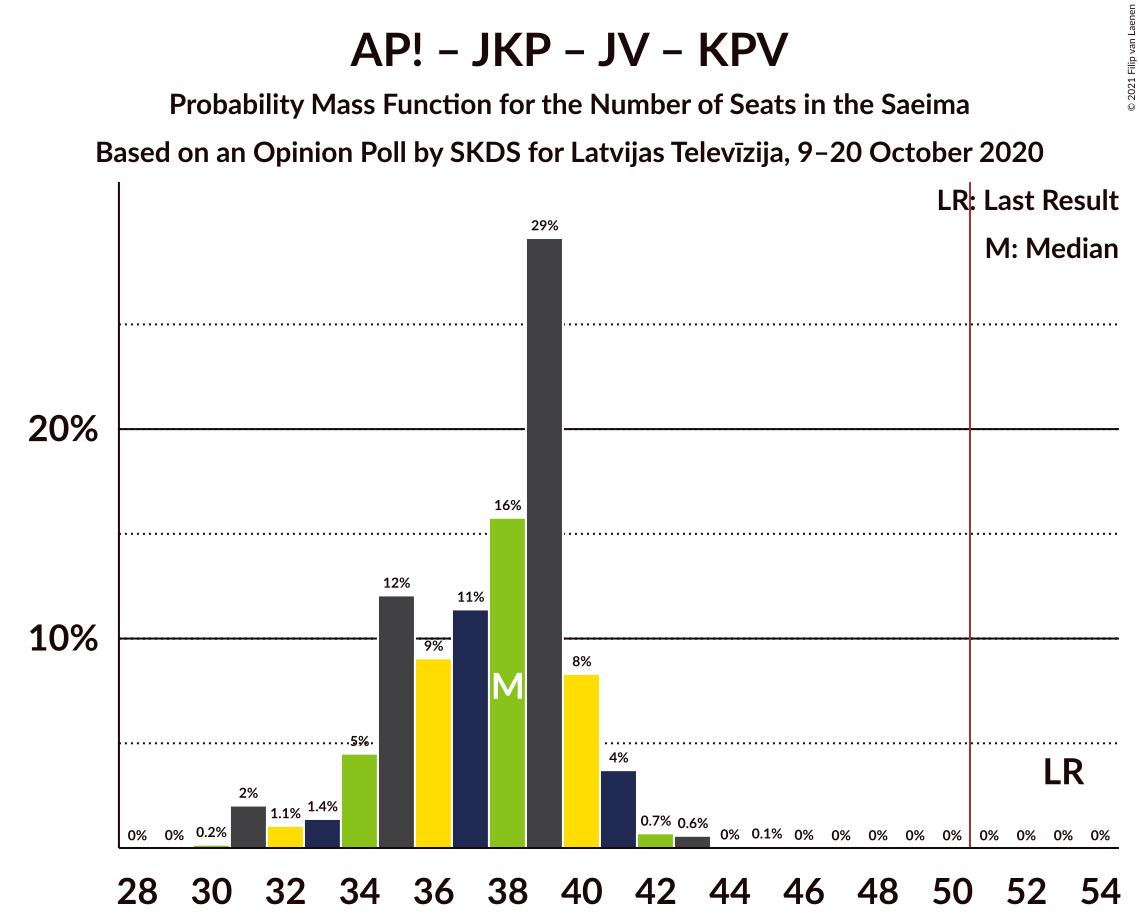 AP! – JKP – JV – KPV
Probability Mass Function for the Number of Seats in the Saeima
Based on an Opinion Poll by SKDS for Latvijas Televīzija, 9–20 October 2020
© 2021 Filip van Laenen
LR: Last Result
M: Median
20%
10%
0% 0% 0.2% 2% 1.1% 1.4% 5% 12% 9% 11% 16% 29% 8% 4% 0.7% 0.6% 0% 0.1% 0% 0% 0% 0% 0% 0% 0% 0% 0%
M
LR
28 30 32 34 36 38 40 42 44 46 48 50 52 54